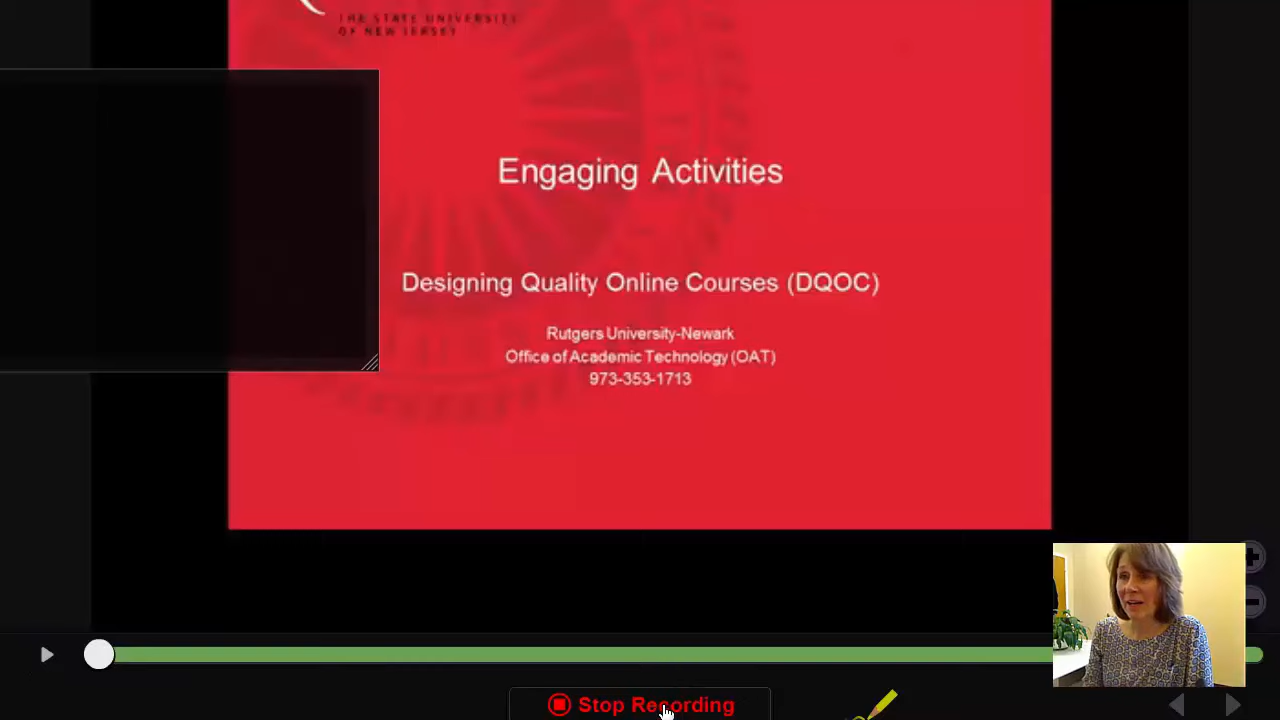 THE STATE UNIVERSITY
OF NEW JERSEY
Engaging Activities
Designing Quality Online Courses (DQOC)
Rutgers University-Newark
Office of Academic Technology (OAT)
973-353-1713
Stop Recording